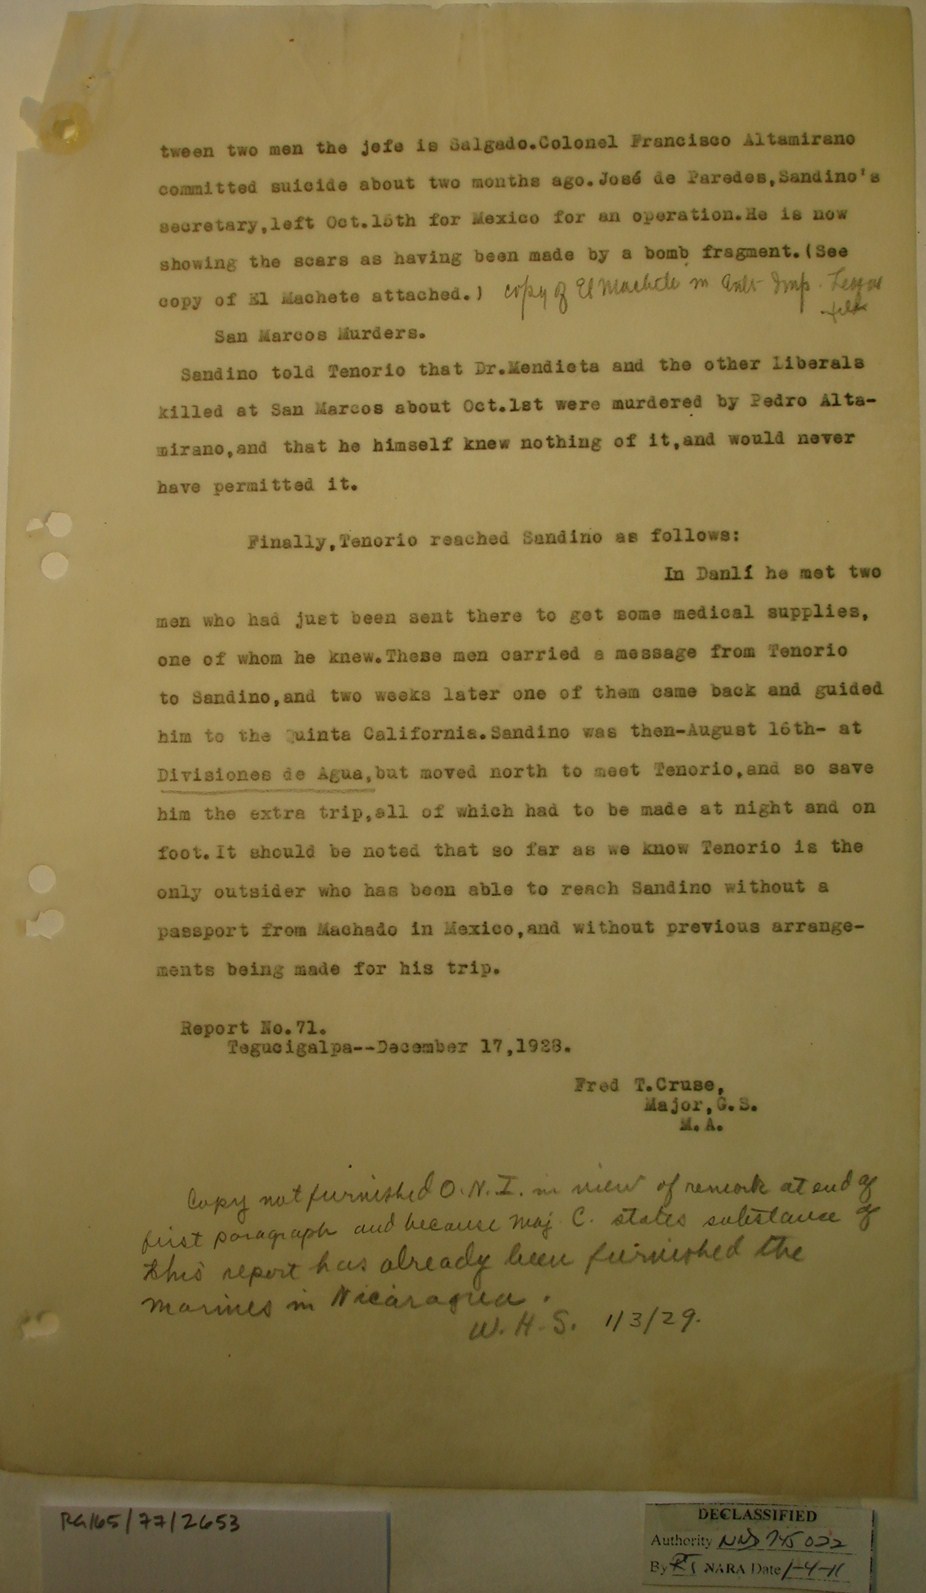 tween two men the jefe is Salgado.Colonel Francisco Altamirano
committed suicide about two months ago.José de Paredes,Sandino's
secretary,left Oct.15th for Mexico for an operation.He is now
showing the scars as having been made by a bomb fragment.(See
copy of El Machete attached.) copy of El Machete in Anti-Imp. League
file
San Marcos Murders.
Sandino told Tenorio that Dr.Mendieta and the other Liberals
killed at San Marcos about Oct.1st were murdered by Pedro Alta-
mirano,and that he himself knew nothing of it,and would never
have permitted it.
Finally,Tenorio reached Sandino as follows:
In Danlí he met two
men who had just been sent there to get some medical supplies,
one of whom he knew.These men carried a message from Tenorio
to Sandino,and two weeks later one of them came back and guided
him to the Quinta California.Sandino was then-August 16th- at
Divisiones de Agua,but moved north to meet Tenorio,and so save
him the extra trip,all of which had to be made at night and on
foot.It should be noted that so far as we know Tenorio is the
only outsider who has been able to reach Sandino without a
passport from Machado in Mexico,and without previous arrange-
ments being made for his trip.
Report No.71.
Tegucigalpa--December 17,1928.
Fred T.Cruse,
Major,G.S.
M.A.
Copy not furnished O.N.I. in view of remark at end of
first paragraph and because Maj. C. states substance of
this report has already been furnished the
marines in Nicaragua.
W.H.S. 1/3/29.
RG165/77/2653
DECLASSIFIED
Authority NND 745022
By NARA Date 1-4-11